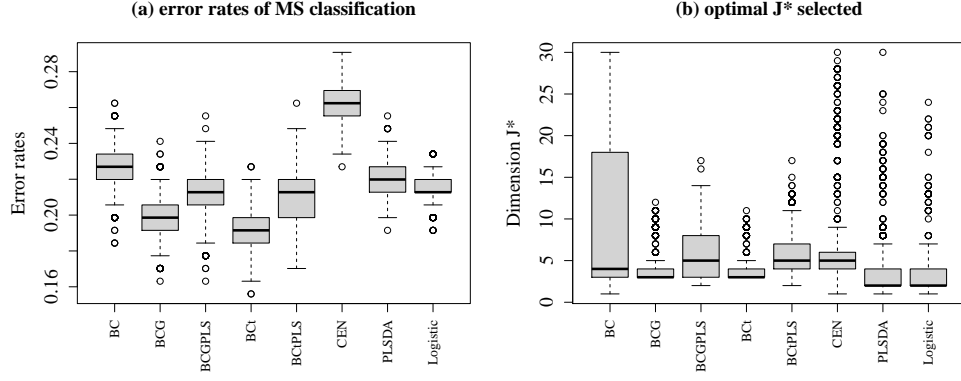 (a) error rates of MS classification
Error rates
0.16
0.20
0.24
0.28
BC
BCG
BCGPLS
BCt
BCtPLS
CEN
PLSDA
Logistic
(b) optimal J* selected
Dimension J*
0
5
10
15
20
25
30
BC
BCG
BCGPLS
BCt
BCtPLS
CEN
PLSDA
Logistic